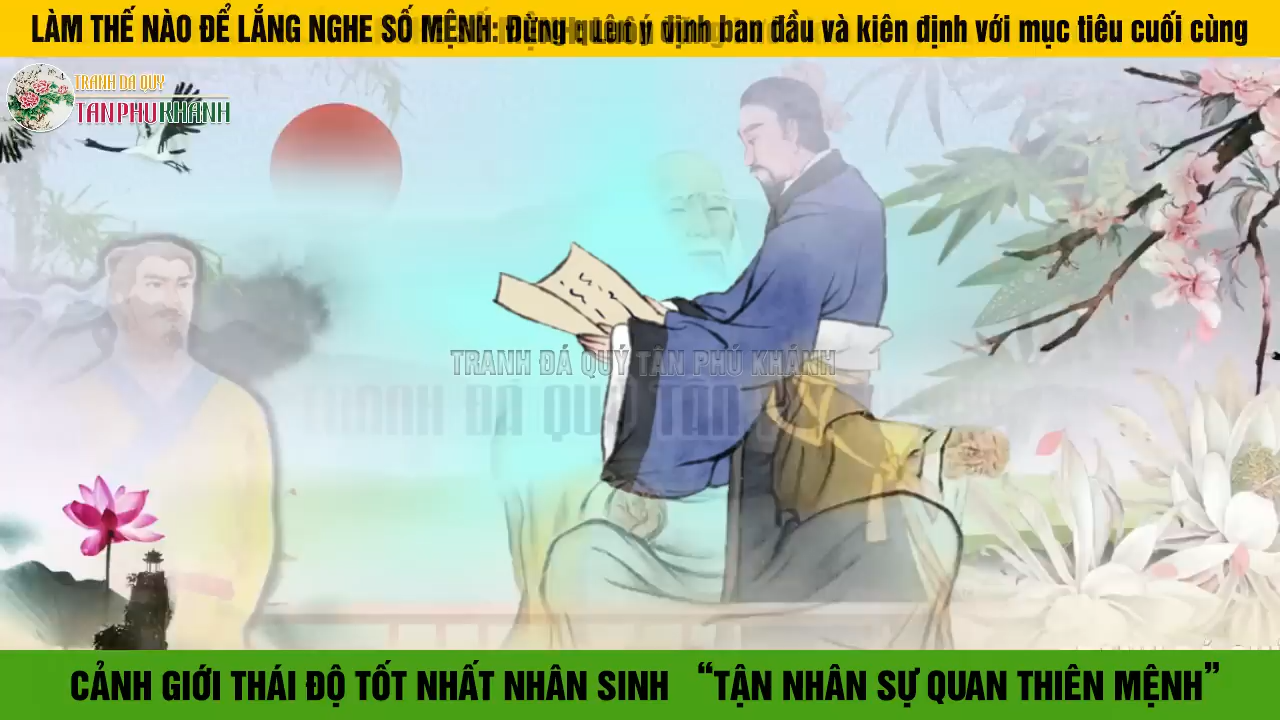 LÀM THẾ NÀO ĐỂ LẮNG NGHE SỐ MỆNH: Đừng quên ý định ban đầu và kiên định với mục tiêu cuối cùng
TRANH ĐÁ QUÝ
TÂN PHÚ KHÁNH
TRANH ĐÁ QUÝ TÂN PHÚ KHÁNH
CẢNH GIỚI THÁI ĐỘ TỐT NHẤT NHÂN SINH “TẬN NHÂN SỰ QUAN THIÊN MỆNH”